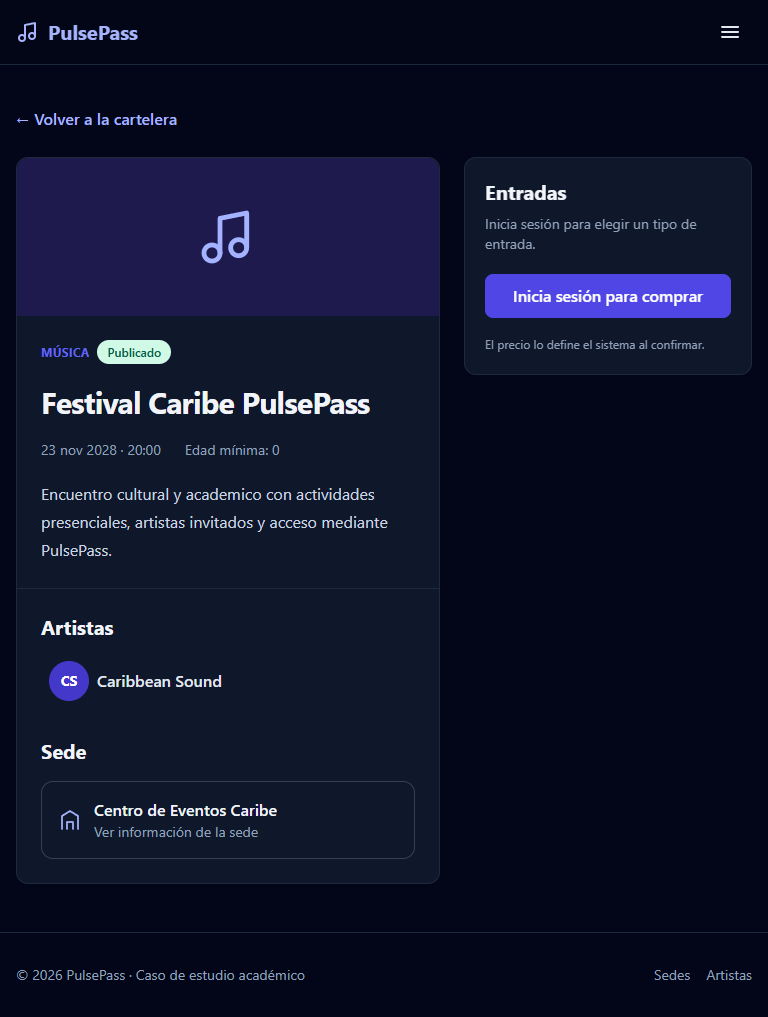 PulsePass
← Volver a la cartelera
MÚSICA Publicado
Festival Caribe PulsePass
23 nov 2028 · 20:00 Edad mínima: 0
Encuentro cultural y academico con actividades
presenciales, artistas invitados y acceso mediante
PulsePass.
Artistas
CS Caribbean Sound
Sede
Centro de Eventos Caribe
Ver información de la sede
Entradas
Inicia sesión para elegir un tipo de
entrada.
Inicia sesión para comprar
El precio lo define el sistema al confirmar.
© 2026 PulsePass · Caso de estudio académico
Sedes Artistas